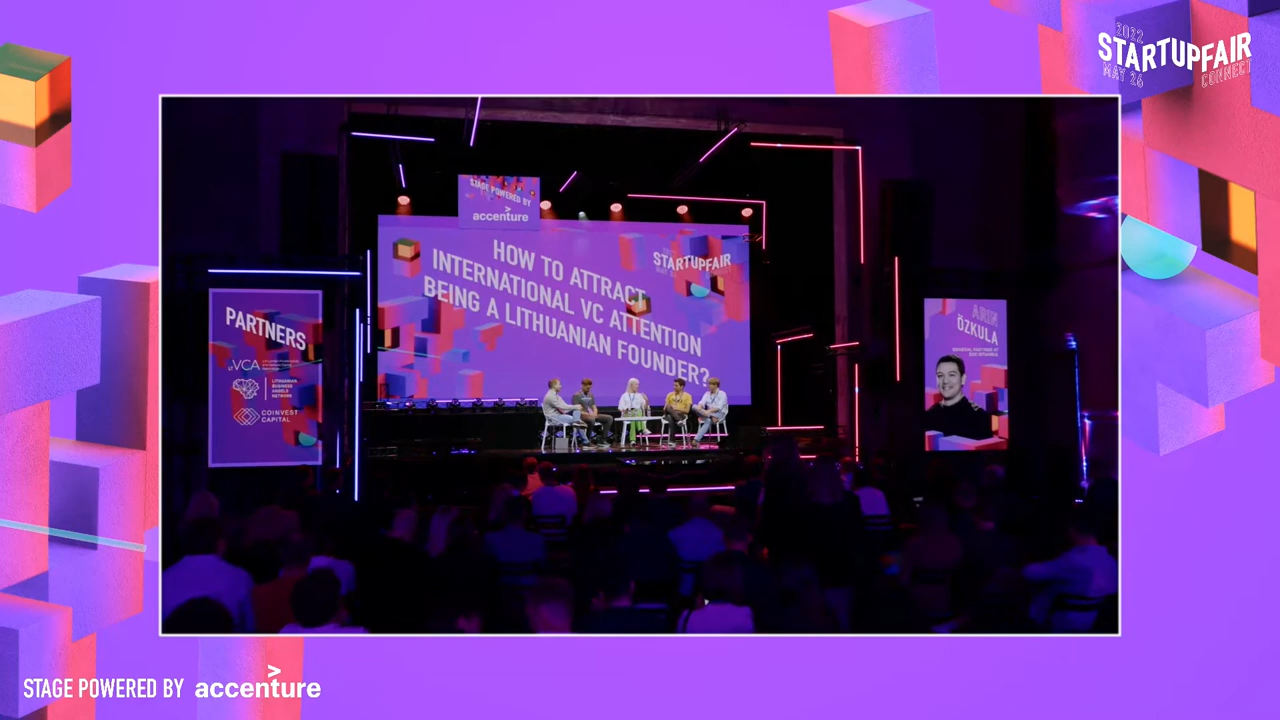 2022
STARTUPFAIR
MAY 26
CONNECT
STAGE POWERED BY
accenture
HOW TO ATTRACT
INTERNATIONAL VC ATTENTION
BEING A LITHUANIAN FOUNDER?
STARTUPFAIR
PARTNERS
VCA
LITHUANIAN
BUSINESS
ANGELS
NETWORK
COINVEST
CAPITAL
ARIN
ÖZKULA
STAGE POWERED BY accenture